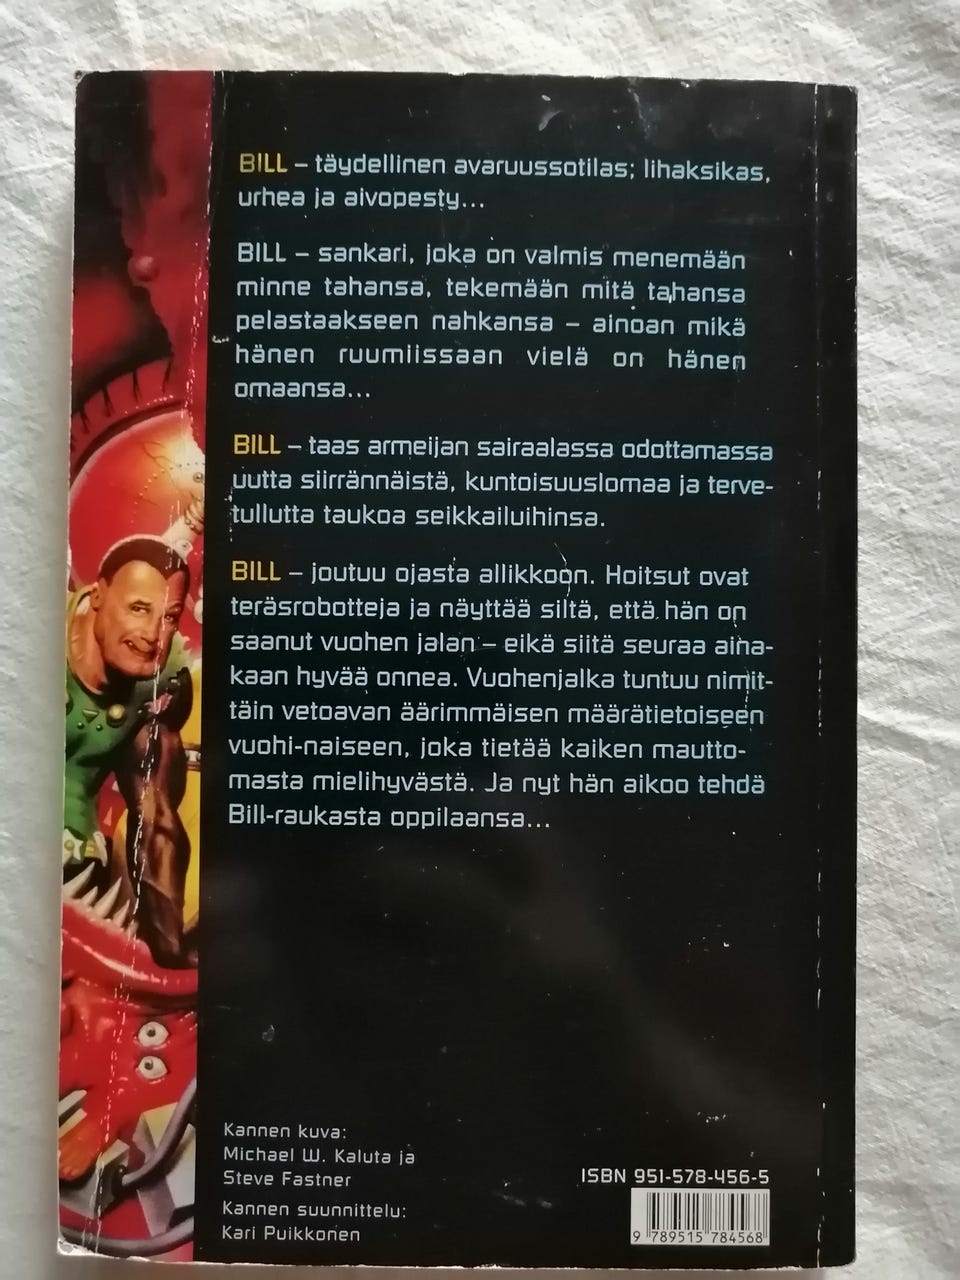 BILL – täydellinen avaruussotilas; lihaksikas,
urhea ja aivopesty...
BILL – sankari, joka on valmis menemään
minne tahansa, tekemään mitä tahansa
pelastaakseen nahkansa – ainoan mikä
hänen ruumiissaan vielä on hänen
omaansa...
BILL – taas armeijan sairaalassa odottamassa
uutta siirrännäistä, kuntoisuuslomaa ja terve-
tullutta taukoa seikkailuihinsa.
BILL – joutuu ojasta allikkoon. Hoitsut ovat
teräsrobotteja ja näyttää siltä, että hän on
saanut vuohen jalan – eikä siitä seuraa aina-
kaan hyvää onnea. Vuohenjalka tuntuu nimit-
täin vetoavan äärimmäisen määrätietoiseen
vuohi-naiseen, joka tietää kaiken mautto-
masta mielihyvästä. Ja nyt hän aikoo tehdä
Bill-raukasta oppilaansa...
Kannen kuva:
Michael W. Kaluta ja
Steve Fastner
Kannen suunnittelu:
Kari Puikkonen
ISBN 951-578-456-5
9 789515 784568